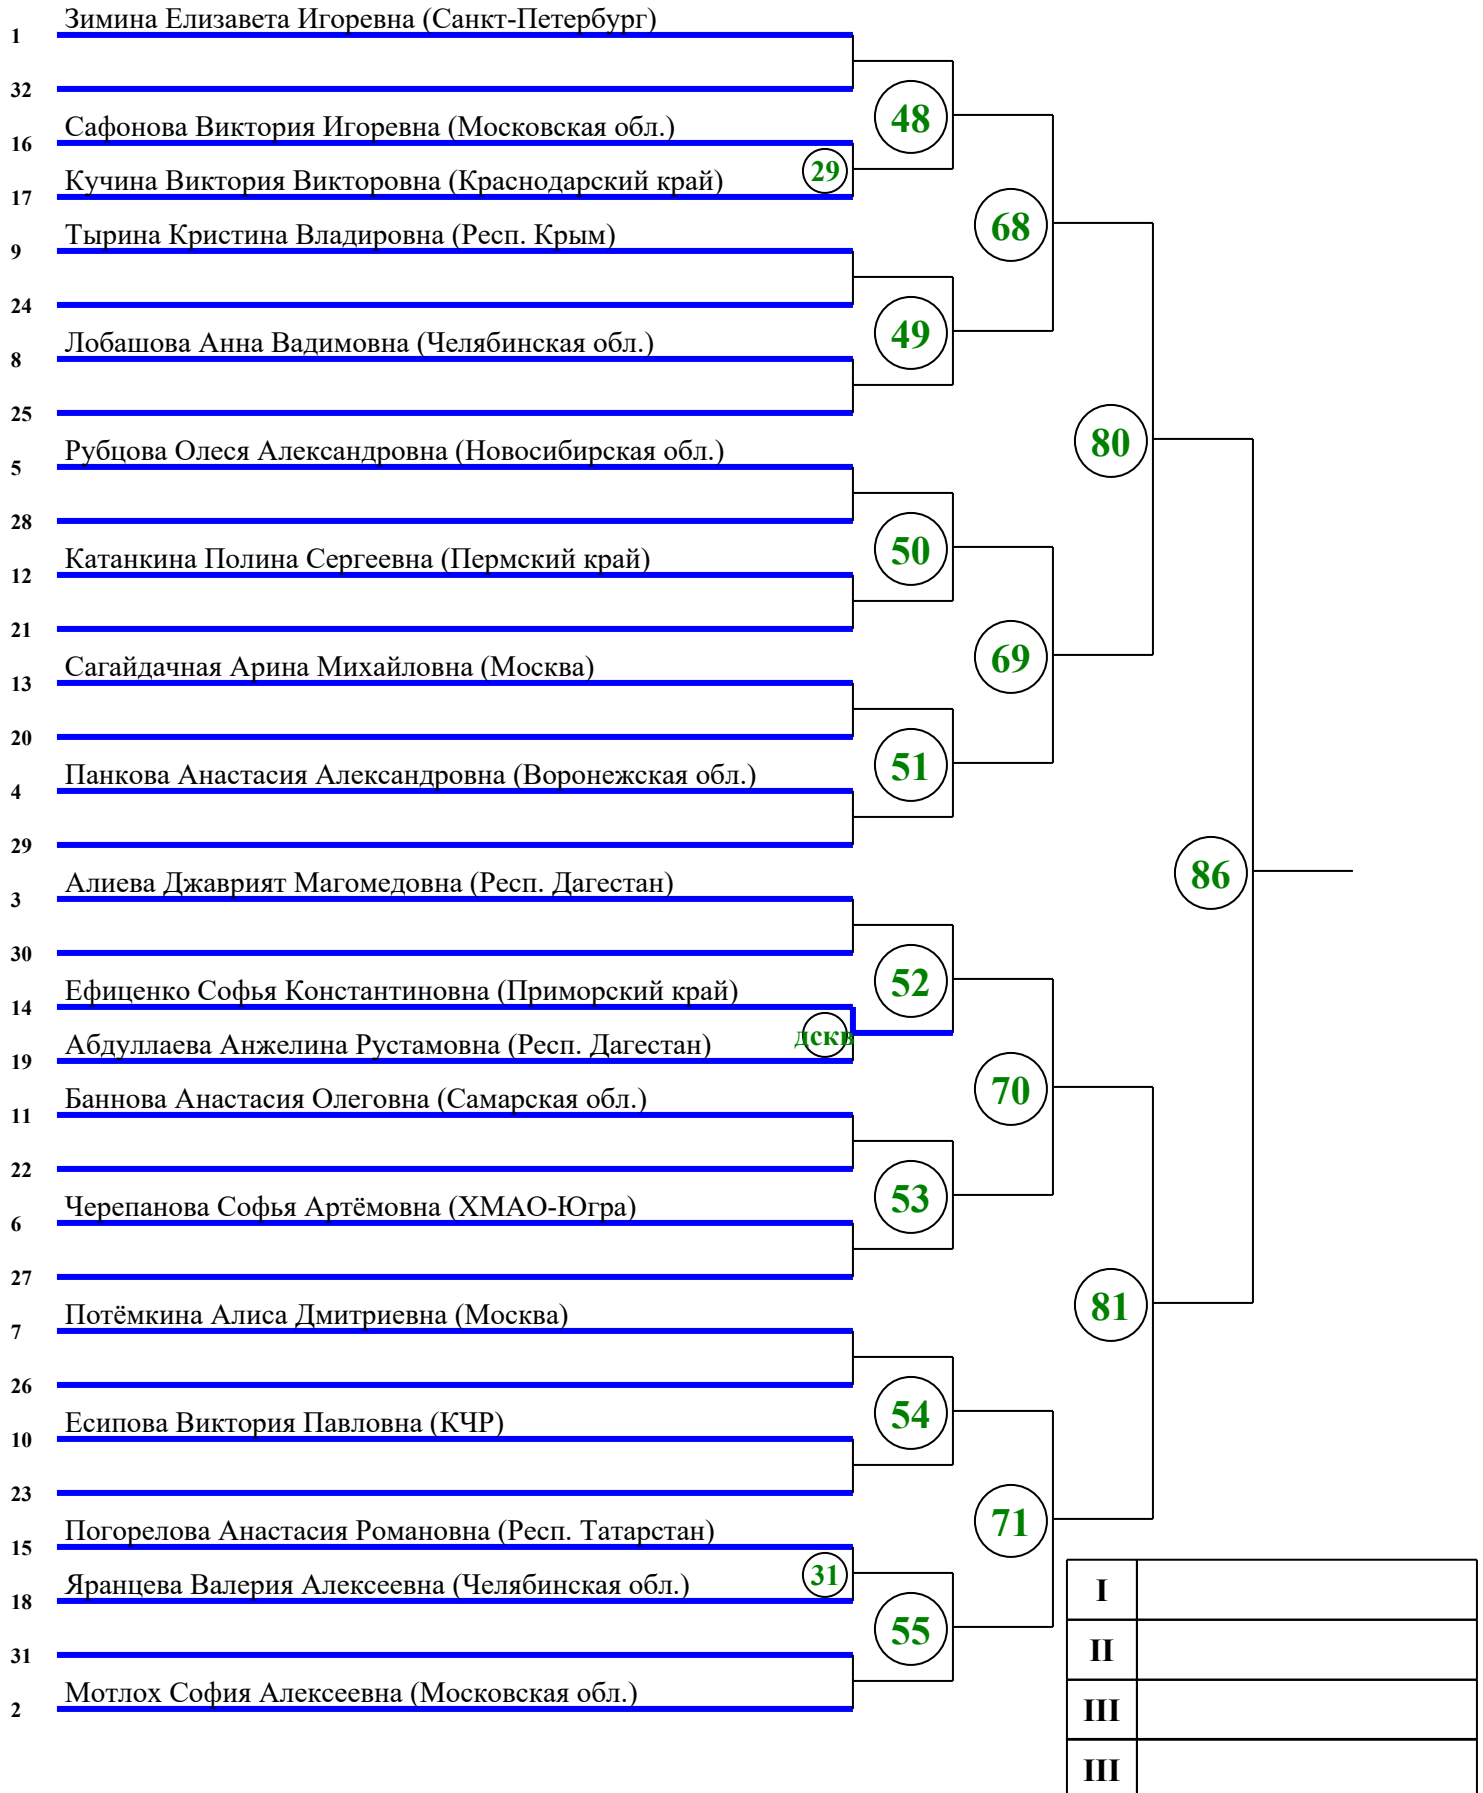 Зимина Елизавета Игоревна (Санкт-Петербург)
1
32
48
Сафонова Виктория Игоревна (Московская обл.)
16
29
Кучина Виктория Викторовна (Краснодарский край)
17
68
Тырина Кристина Владировна (Респ. Крым)
9
24
49
Лобашова Анна Вадимовна (Челябинская обл.)
8
25
80
Рубцова Олеся Александровна (Новосибирская обл.)
5
28
50
Катанкина Полина Сергеевна (Пермский край)
12
21
69
Сагайдачная Арина Михайловна (Москва)
13
20
51
Панкова Анастасия Александровна (Воронежская обл.)
4
29
86
Алиева Джаврият Магомедовна (Респ. Дагестан)
3
30
52
Ефиценко Софья Константиновна (Приморский край)
14
дскв
Абдуллаева Анжелина Рустамовна (Респ. Дагестан)
19
70
Баннова Анастасия Олеговна (Самарская обл.)
11
22
53
Черепанова Софья Артёмовна (ХМАО-Югра)
6
27
81
Потёмкина Алиса Дмитриевна (Москва)
7
26
54
Есипова Виктория Павловна (КЧР)
10
23
71
Погорелова Анастасия Романовна (Респ. Татарстан)
15
31
Яранцева Валерия Алексеевна (Челябинская обл.)
18
55
31
Мотлох София Алексеевна (Московская обл.)
2
I
II
III
III